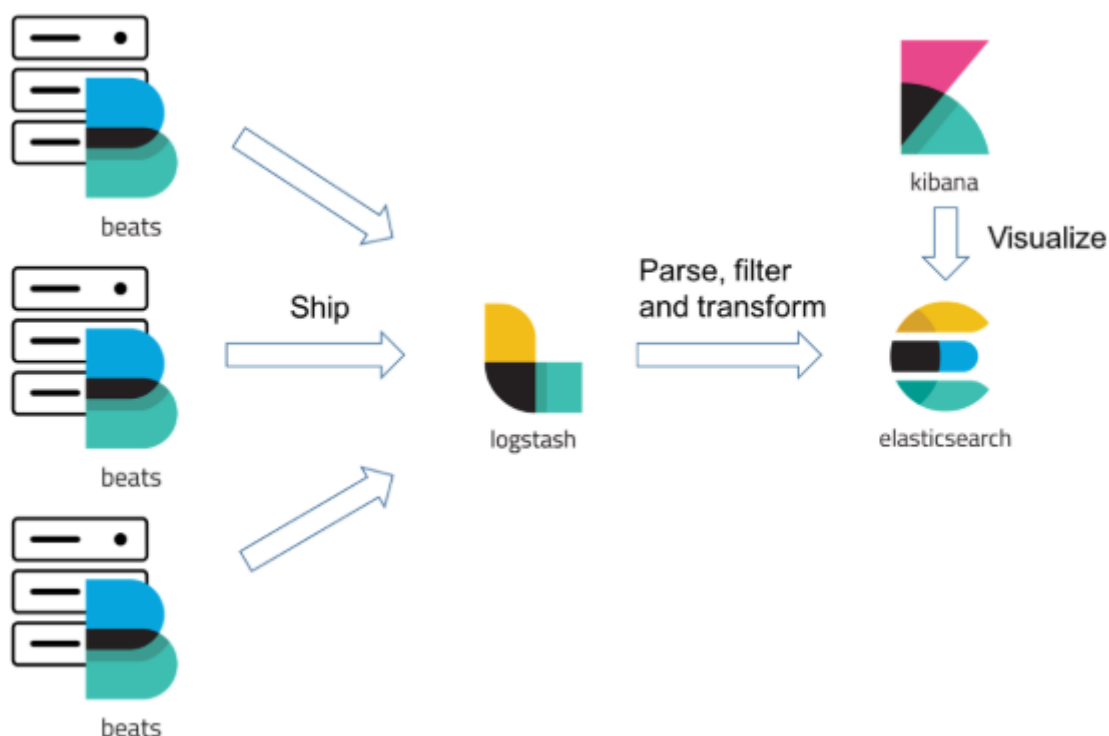 beats
kibana
Visualize
Ship
Parse, filter
and transform
logstash
elasticsearch
beats
beats